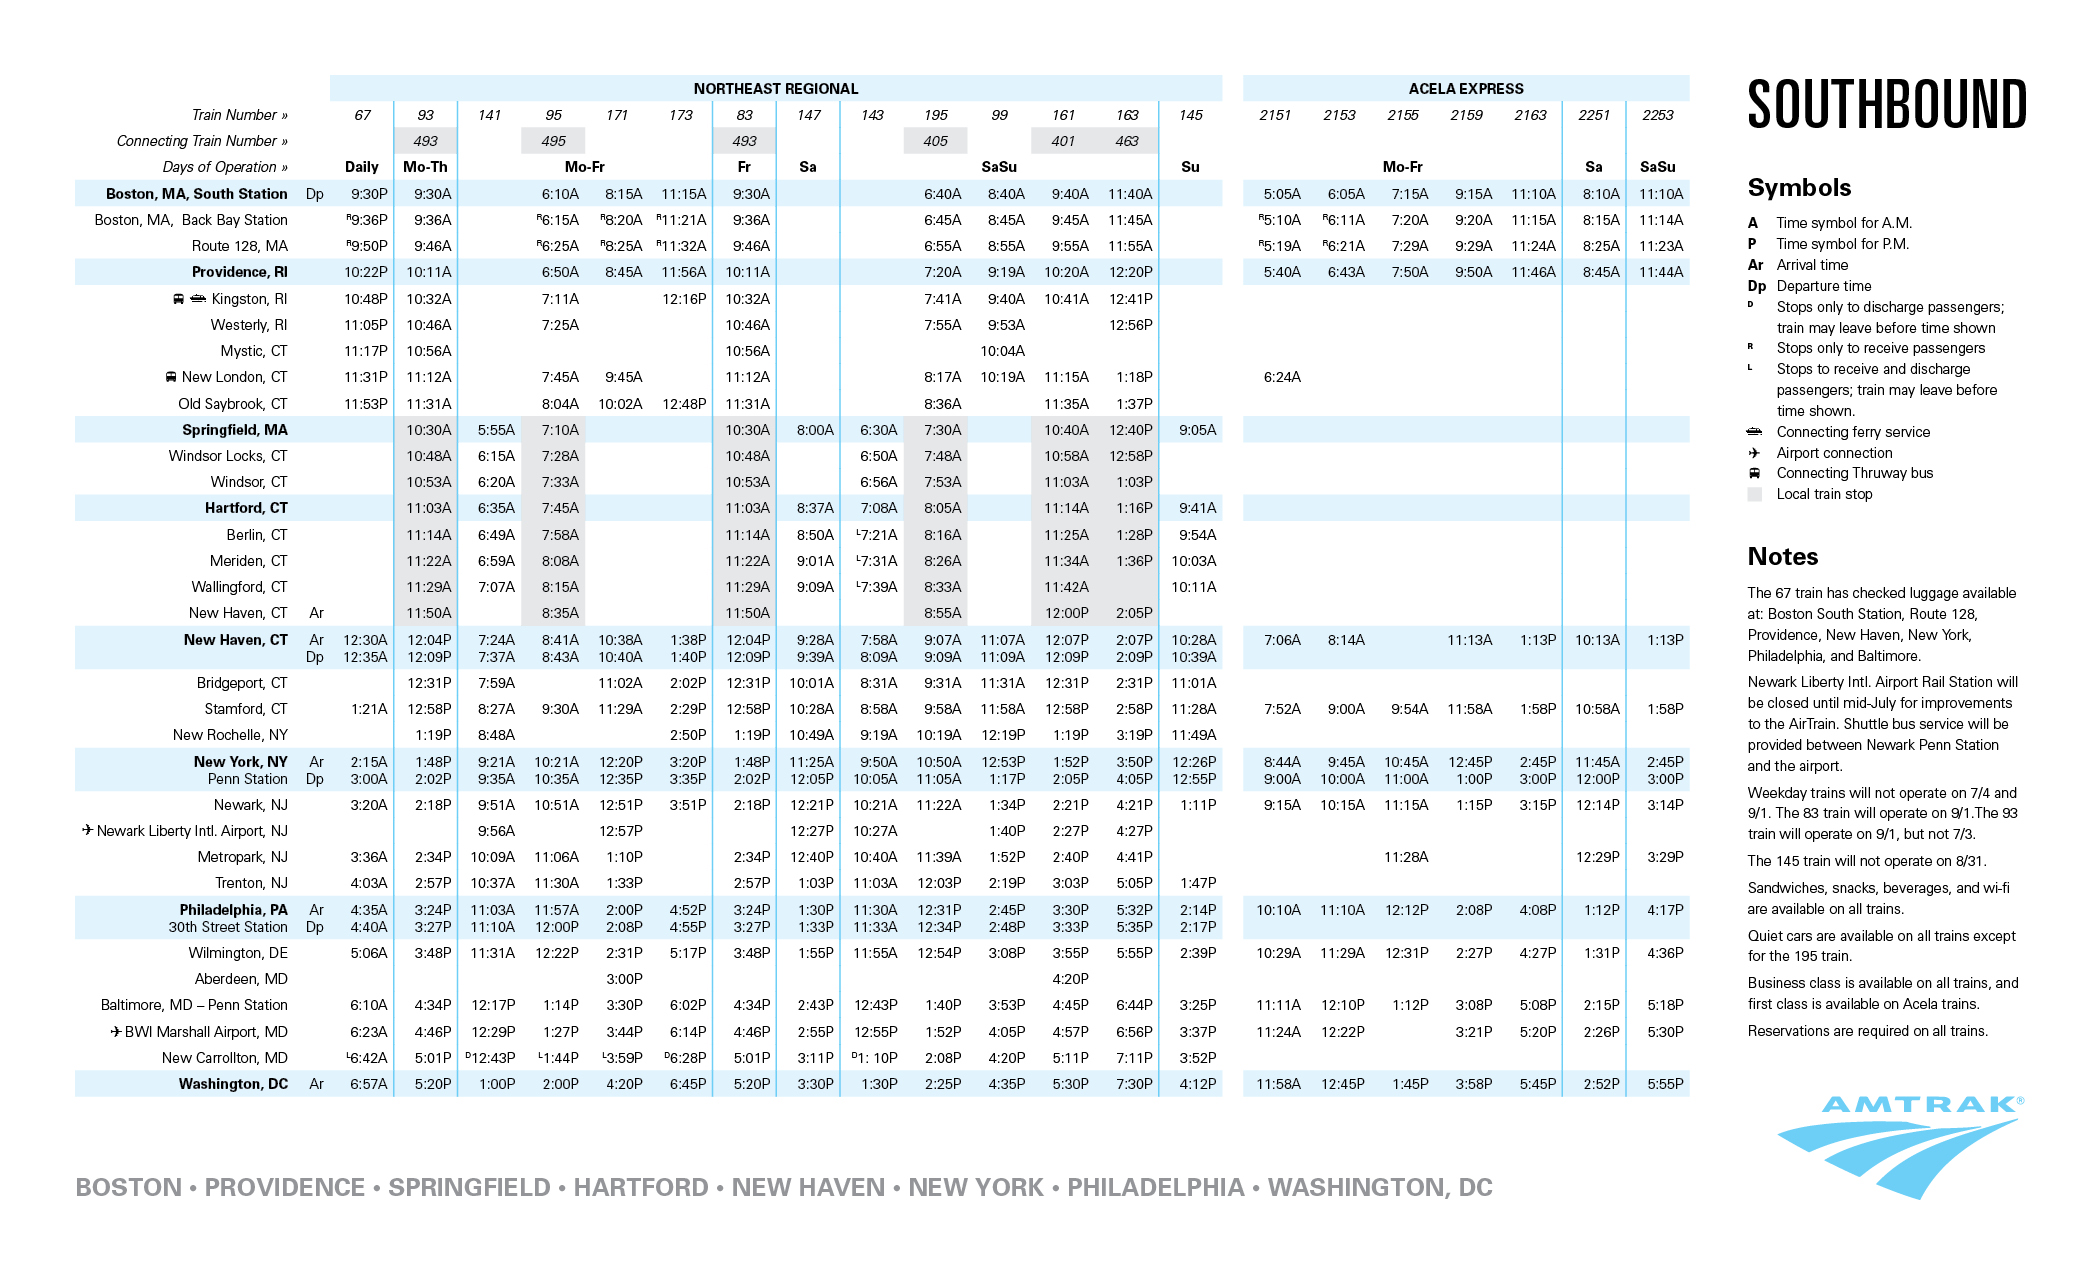 NORTHEAST REGIONAL ACELA EXPRESS
Train Number » 67 93 141 95 171 173 83 147 143 195 99 161 163 145 2151 2153 2155 2159 2163 2251 2253
Connecting Train Number » 493 495 493 405 401 463
Days of Operation » Daily Mo-Th Mo-Fr Fr Sa SaSu Su Mo-Fr Sa SaSu
Boston, MA, South Station Dp 9:30P 9:30A 6:10A 8:15A 11:15A 9:30A 6:40A 8:40A 9:40A 11:40A 5:05A 6:05A 7:15A 9:15A 11:10A 8:10A 11:10A
Boston, MA, Back Bay Station R9:36P 9:36A R6:15A R8:20A R11:21A 9:36A 6:45A 8:45A 9:45A 11:45A R5:10A R6:11A 7:20A 9:20A 11:15A 8:15A 11:14A
Route 128, MA R9:50P 9:46A R6:25A R8:25A R11:32A 9:46A 6:55A 8:55A 9:55A 11:55A R5:19A R6:21A 7:29A 9:29A 11:24A 8:25A 11:23A
Providence, RI 10:22P 10:11A 6:50A 8:45A 11:56A 10:11A 7:20A 9:19A 10:20A 12:20P 5:40A 6:43A 7:50A 9:50A 11:46A 8:45A 11:44A
Kingston, RI 10:48P 10:32A 7:11A 12:16P 10:32A 7:41A 9:40A 10:41A 12:41P
Westerly, RI 11:05P 10:46A 7:25A 10:46A 7:55A 9:53A 12:56P
Mystic, CT 11:17P 10:56A 10:56A 10:04A
New London, CT 11:31P 11:12A 7:45A 9:45A 11:12A 8:17A 10:19A 11:15A 1:18P 6:24A
Old Saybrook, CT 11:53P 11:31A 8:04A 10:02A 12:48P 11:31A 8:36A 11:35A 1:37P
Springfield, MA 10:30A 5:55A 7:10A 10:30A 8:00A 6:30A 7:30A 10:40A 12:40P 9:05A
Windsor Locks, CT 10:48A 6:15A 7:28A 10:48A 6:50A 7:48A 10:58A 12:58P
Windsor, CT 10:53A 6:20A 7:33A 10:53A 6:56A 7:53A 11:03A 1:03P
Hartford, CT 11:03A 6:35A 7:45A 11:03A 8:37A 7:08A 8:05A 11:14A 1:16P 9:41A
Berlin, CT 11:14A 6:49A 7:58A 11:14A 8:50A L7:21A 8:16A 11:25A 1:28P 9:54A
Meriden, CT 11:22A 6:59A 8:08A 11:22A 9:01A L7:31A 8:26A 11:34A 1:36P 10:03A
Wallingford, CT 11:29A 7:07A 8:15A 11:29A 9:09A L7:39A 8:33A 11:42A 10:11A
New Haven, CT Ar 11:50A 8:35A 11:50A 8:55A 12:00P 2:05P
New Haven, CT Ar 12:30A 12:04P 7:24A 8:41A 10:38A 1:38P 12:04P 9:28A 7:58A 9:07A 11:07A 12:07P 2:07P 10:28A 7:06A 8:14A 11:13A 1:13P 10:13A 1:13P
Dp 12:35A 12:09P 7:37A 8:43A 10:40A 1:40P 12:09P 9:39A 8:09A 9:09A 11:09A 12:09P 2:09P 10:39A
Bridgeport, CT 12:31P 7:59A 11:02A 2:02P 12:31P 10:01A 8:31A 9:31A 11:31A 12:31P 2:31P 11:01A
Stamford, CT 1:21A 12:58P 8:27A 9:30A 11:29A 2:29P 12:58P 10:28A 8:58A 9:58A 11:58A 12:58P 2:58P 11:28A 7:52A 9:00A 9:54A 11:58A 1:58P 10:58A 1:58P
New Rochelle, NY 1:19P 8:48A 2:50P 1:19P 10:49A 9:19A 10:19A 12:19P 1:19P 3:19P 11:49A
New York, NY Ar 2:15A 1:48P 9:21A 10:21A 12:20P 3:20P 1:48P 11:25A 9:50A 10:50A 12:53P 1:52P 3:50P 12:26P 8:44A 9:45A 10:45A 12:45P 2:45P 11:45A 2:45P
Penn Station Dp 3:00A 2:02P 9:35A 10:35A 12:35P 3:35P 2:02P 12:05P 10:05A 11:05A 1:17P 2:05P 4:05P 12:55P 9:00A 10:00A 11:00A 1:00P 3:00P 12:00P 3:00P
Newark, NJ 3:20A 2:18P 9:51A 10:51A 12:51P 3:51P 2:18P 12:21P 10:21A 11:22A 1:34P 2:21P 4:21P 1:11P 9:15A 10:15A 11:15A 1:15P 3:15P 12:14P 3:14P
Newark Liberty Intl. Airport, NJ 9:56A 12:57P 12:27P 10:27A 1:40P 2:27P 4:27P
Metropark, NJ 3:36A 2:34P 10:09A 11:06A 1:10P 2:34P 12:40P 10:40A 11:39A 1:52P 2:40P 4:41P 11:28A 12:29P 3:29P
Trenton, NJ 4:03A 2:57P 10:37A 11:30A 1:33P 2:57P 1:03P 11:03A 12:03P 2:19P 3:03P 5:05P 1:47P
Philadelphia, PA Ar 4:35A 3:24P 11:03A 11:57A 2:00P 4:52P 3:24P 1:30P 11:30A 12:31P 2:45P 3:30P 5:32P 2:14P 10:10A 11:10A 12:12P 2:08P 4:08P 1:12P 4:17P
30th Street Station Dp 4:40A 3:27P 11:10A 12:00P 2:08P 4:55P 3:27P 1:33P 11:33A 12:34P 2:48P 3:33P 5:35P 2:17P
Wilmington, DE 5:06A 3:48P 11:31A 12:22P 2:31P 5:17P 3:48P 1:55P 11:55A 12:54P 3:08P 3:55P 5:55P 2:39P 10:29A 11:29A 12:31P 2:27P 4:27P 1:31P 4:36P
Aberdeen, MD 3:00P 4:20P
Baltimore, MD – Penn Station 6:10A 4:34P 12:17P 1:14P 3:30P 6:02P 4:34P 2:43P 12:43P 1:40P 3:53P 4:45P 6:44P 3:25P 11:11A 12:10P 1:12P 3:08P 5:08P 2:15P 5:18P
BWI Marshall Airport, MD 6:23A 4:46P 12:29P 1:27P 3:44P 6:14P 4:46P 2:55P 12:55P 1:52P 4:05P 4:57P 6:56P 3:37P 11:24A 12:22P 3:21P 5:20P 2:26P 5:30P
New Carrollton, MD L6:42A 5:01P D12:43P L1:44P L3:59P D6:28P 5:01P 3:11P D1: 10P 2:08P 4:20P 5:11P 7:11P 3:52P
Washington, DC Ar 6:57A 5:20P 1:00P 2:00P 4:20P 6:45P 5:20P 3:30P 1:30P 2:25P 4:35P 5:30P 7:30P 4:12P 11:58A 12:45P 1:45P 3:58P 5:45P 2:52P 5:55P
SOUTHBOUND
Symbols
A Time symbol for A.M.
P Time symbol for P.M.
Ar Arrival time
Dp Departure time
D Stops only to discharge passengers;
train may leave before time shown
R Stops only to receive passengers
L Stops to receive and discharge
passengers; train may leave before
time shown.
Connecting ferry service
Airport connection
Connecting Thruway bus
Local train stop
Notes
The 67 train has checked luggage available
at: Boston South Station, Route 128,
Providence, New Haven, New York,
Philadelphia, and Baltimore.
Newark Liberty Intl. Airport Rail Station will
be closed until mid-July for improvements
to the AirTrain. Shuttle bus service will be
provided between Newark Penn Station
and the airport.
Weekday trains will not operate on 7/4 and
9/1. The 83 train will operate on 9/1.The 93
train will operate on 9/1, but not 7/3.
The 145 train will not operate on 8/31.
Sandwiches, snacks, beverages, and wi-fi
are available on all trains.
Quiet cars are available on all trains except
for the 195 train.
Business class is available on all trains, and
first class is available on Acela trains.
Reservations are required on all trains.
AMTRAK®
BOSTON • PROVIDENCE • SPRINGFIELD • HARTFORD • NEW HAVEN • NEW YORK • PHILADELPHIA • WASHINGTON, DC